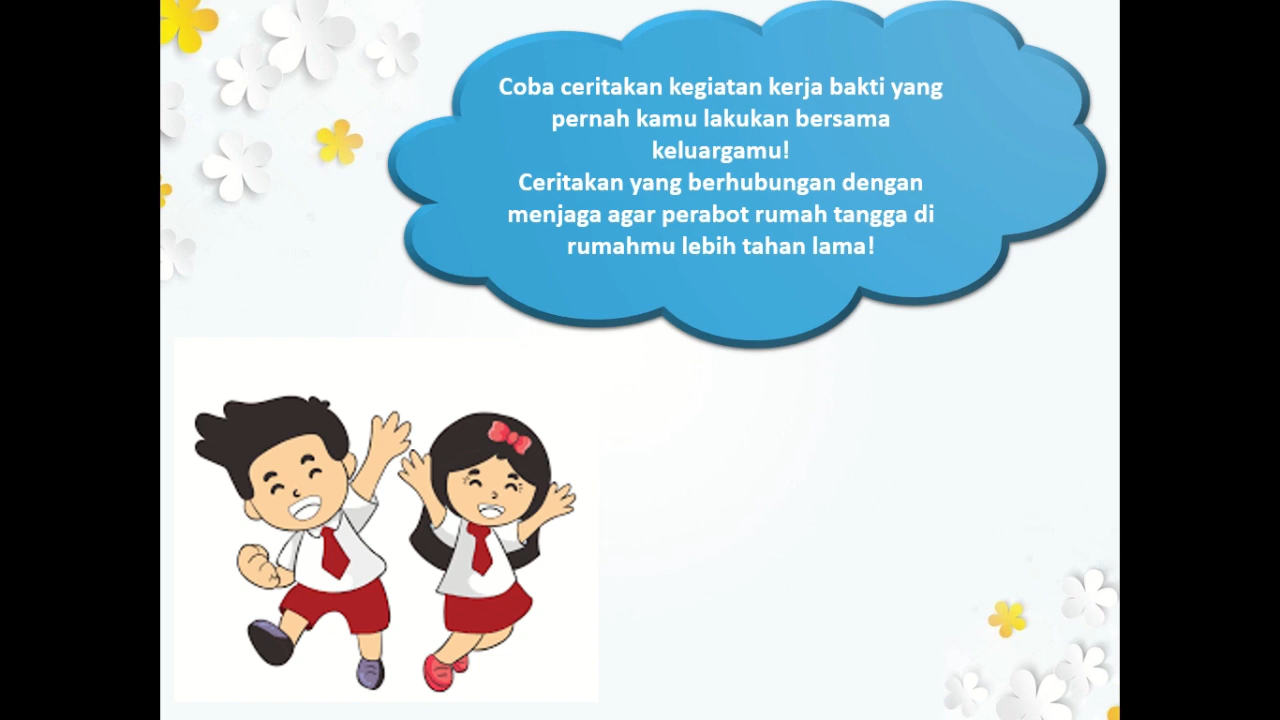 Coba ceritakan kegiatan kerja bakti yang
pernah kamu lakukan bersama
keluargamu!
Ceritakan yang berhubungan dengan
menjaga agar perabot rumah tangga di
rumahmu lebih tahan lama!